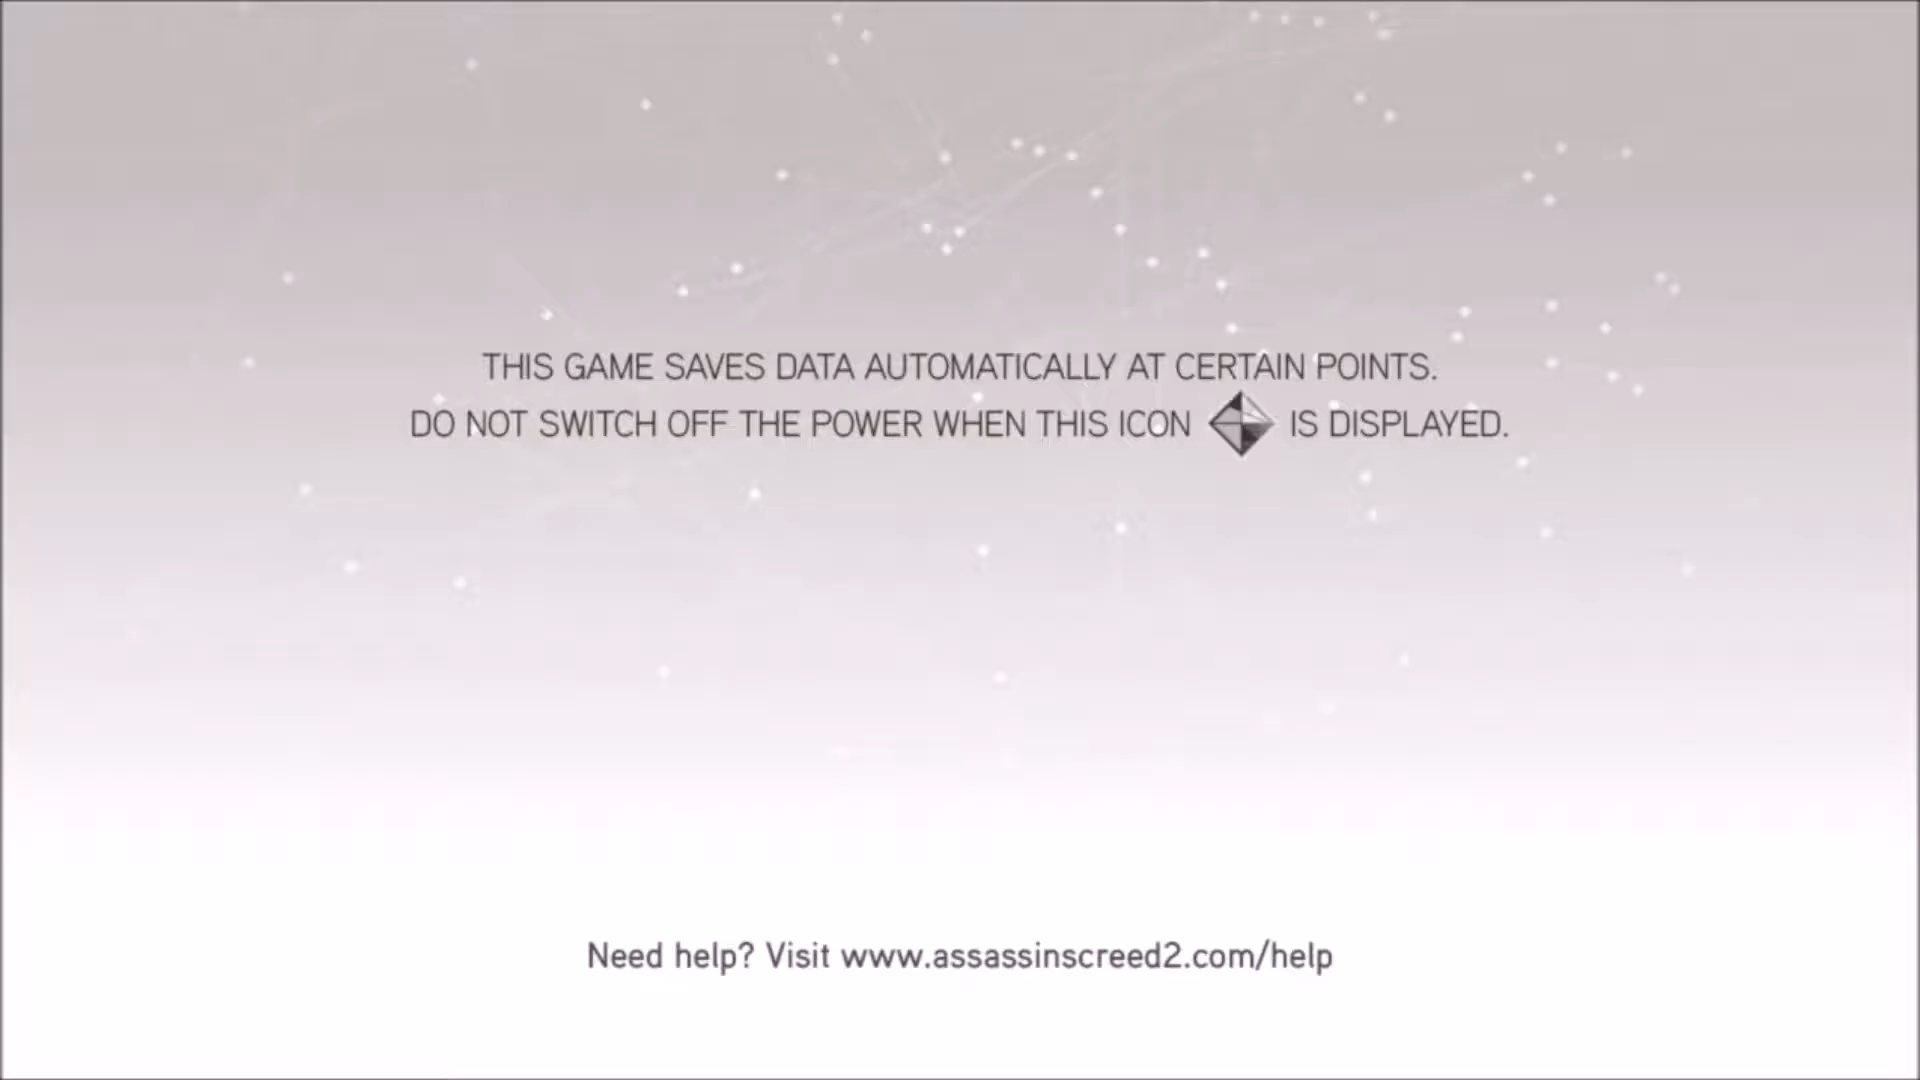 THIS GAME SAVES DATA AUTOMATICALLY AT CERTAIN POINTS.
DO NOT SWITCH OFF THE POWER WHEN THIS ICON IS DISPLAYED.
Need help? Visit www.assassinscreed2.com/help